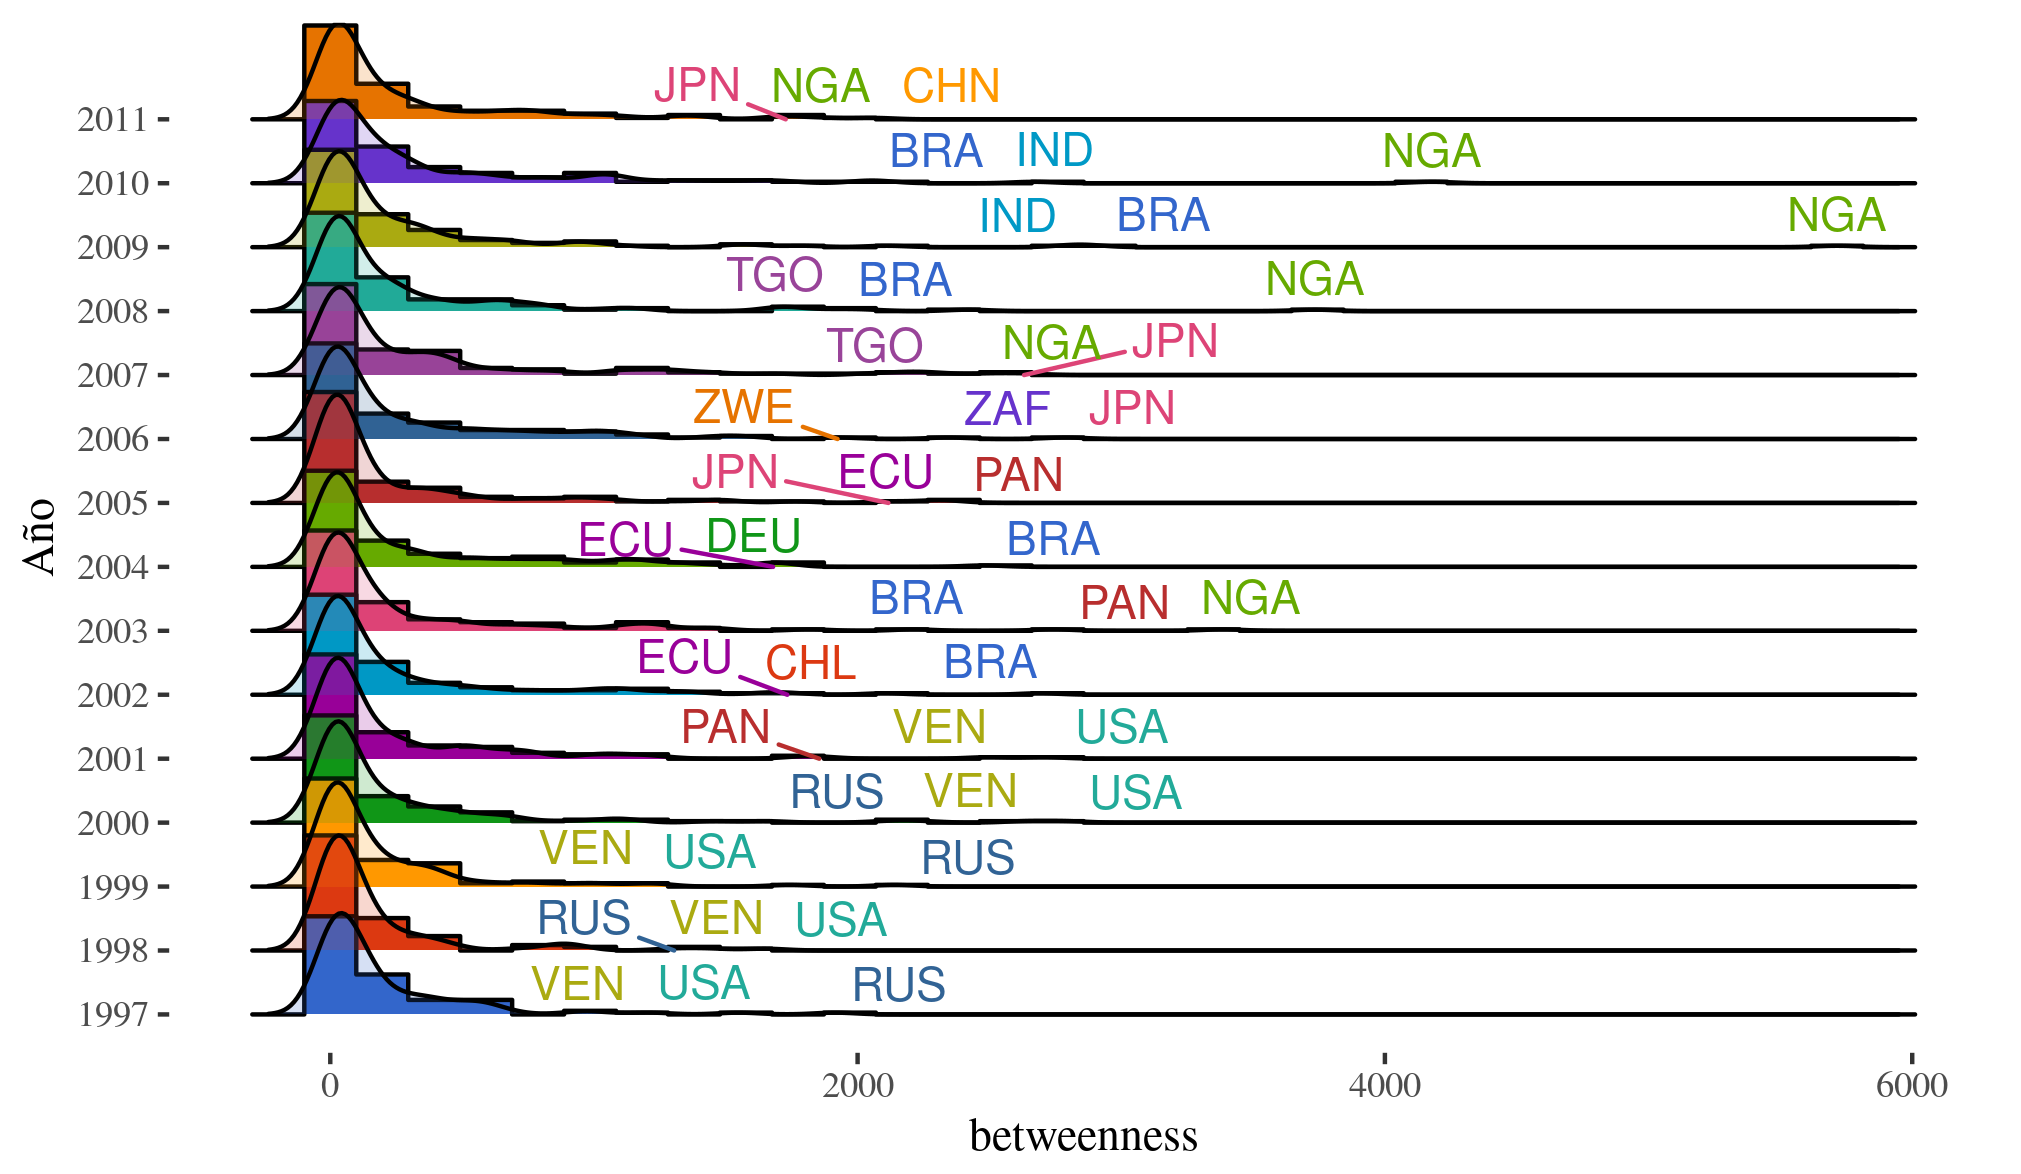 JPN NGA CHN
2011
BRA IND NGA
2010
IND BRA NGA
2009
TGO BRA NGA
2008
TGO NGA JPN
2007
ZWE ZAF JPN
2006
JPN ECU PAN
2005
ECU DEU BRA
2004
BRA PAN NGA
2003
ECU CHL BRA
2002
PAN VEN USA
2001
RUS VEN USA
2000
VEN USA RUS
1999
RUS VEN USA
1998
VEN USA RUS
1997
Año
0 2000 4000 6000
betweenness